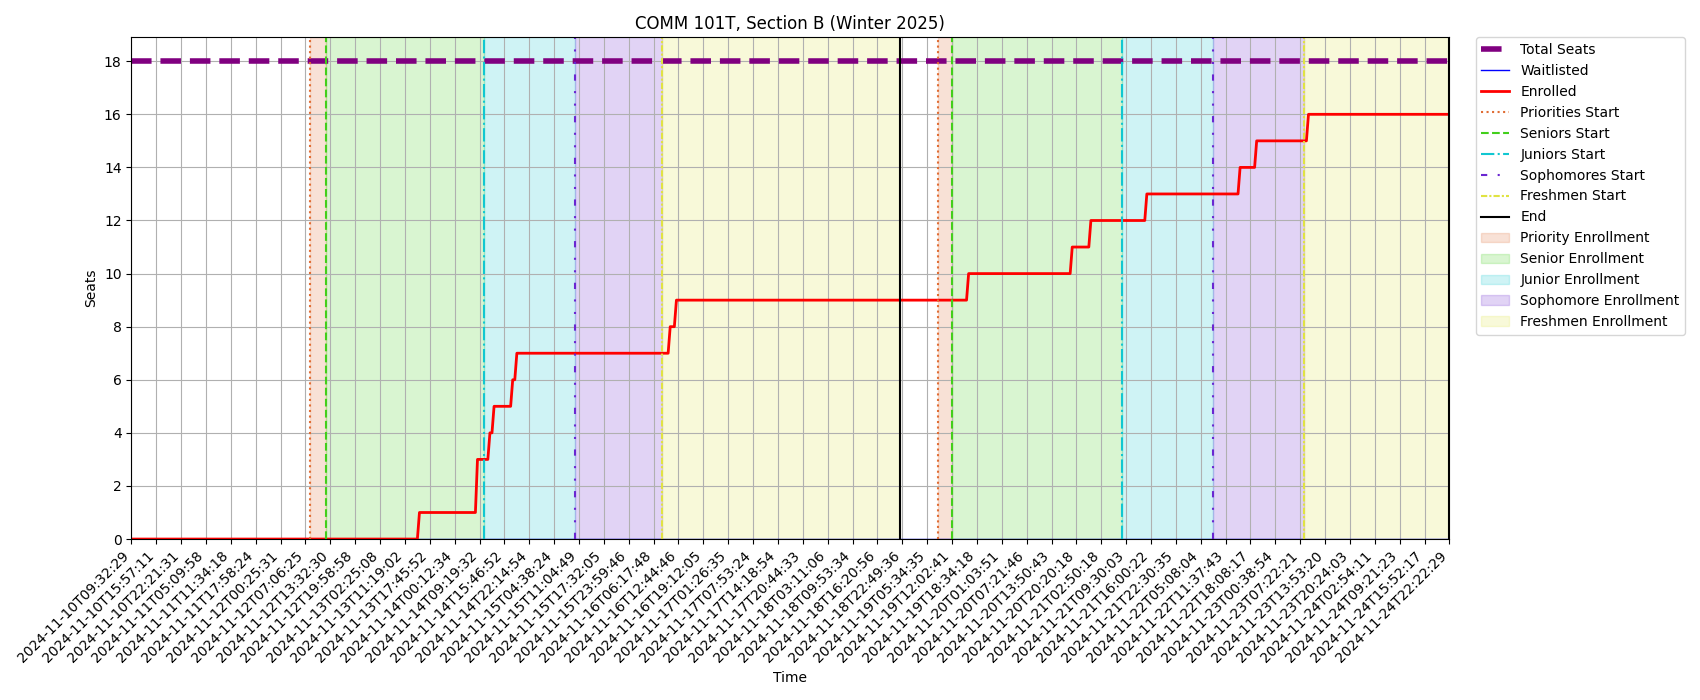 COMM 101T, Section B (Winter 2025)
Seats
18
16
14
12
10
8
6
4
2
0
2024-11-10T09:32:29
2024-11-10T15:57:11
2024-11-10T22:21:31
2024-11-11T05:09:58
2024-11-11T11:34:18
2024-11-11T17:58:24
2024-11-12T00:25:31
2024-11-12T07:06:25
2024-11-12T13:32:30
2024-11-12T19:58:58
2024-11-13T02:25:08
2024-11-13T11:19:02
2024-11-13T17:45:52
2024-11-14T00:12:34
2024-11-14T09:19:32
2024-11-14T15:46:52
2024-11-14T22:14:54
2024-11-15T04:38:24
2024-11-15T11:04:49
2024-11-15T17:32:05
2024-11-15T23:59:46
2024-11-16T06:17:48
2024-11-16T12:44:46
2024-11-16T19:12:05
2024-11-17T01:26:35
2024-11-17T07:53:24
2024-11-17T14:18:54
2024-11-17T20:44:33
2024-11-18T03:11:06
2024-11-18T09:53:34
2024-11-18T16:20:56
2024-11-18T22:49:36
2024-11-19T05:34:35
2024-11-19T12:02:41
2024-11-19T18:34:18
2024-11-20T01:03:51
2024-11-20T07:21:46
2024-11-20T13:50:43
2024-11-20T20:20:18
2024-11-21T02:50:18
2024-11-21T09:30:03
2024-11-21T16:00:22
2024-11-21T22:30:35
2024-11-22T05:08:04
2024-11-22T11:37:43
2024-11-22T18:08:17
2024-11-23T00:38:54
2024-11-23T07:22:21
2024-11-23T13:53:20
2024-11-23T20:24:03
2024-11-24T02:54:11
2024-11-24T09:21:23
2024-11-24T15:52:17
2024-11-24T22:22:29
Time
Total Seats
Waitlisted
Enrolled
Priorities Start
Seniors Start
Juniors Start
Sophomores Start
Freshmen Start
End
Priority Enrollment
Senior Enrollment
Junior Enrollment
Sophomore Enrollment
Freshmen Enrollment